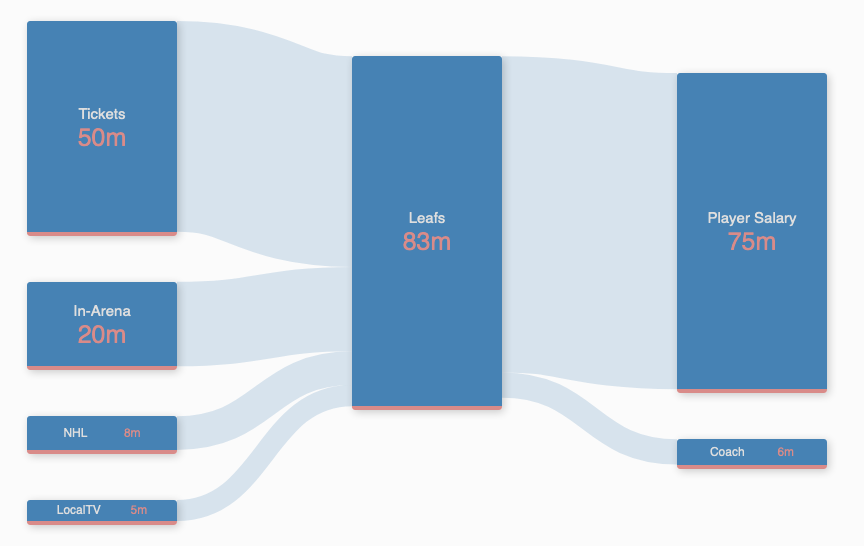 Tickets
50m
In-Arena
20m
NHL 8m
LocalTV 5m
Leafs
83m
Player Salary
75m
Coach 6m